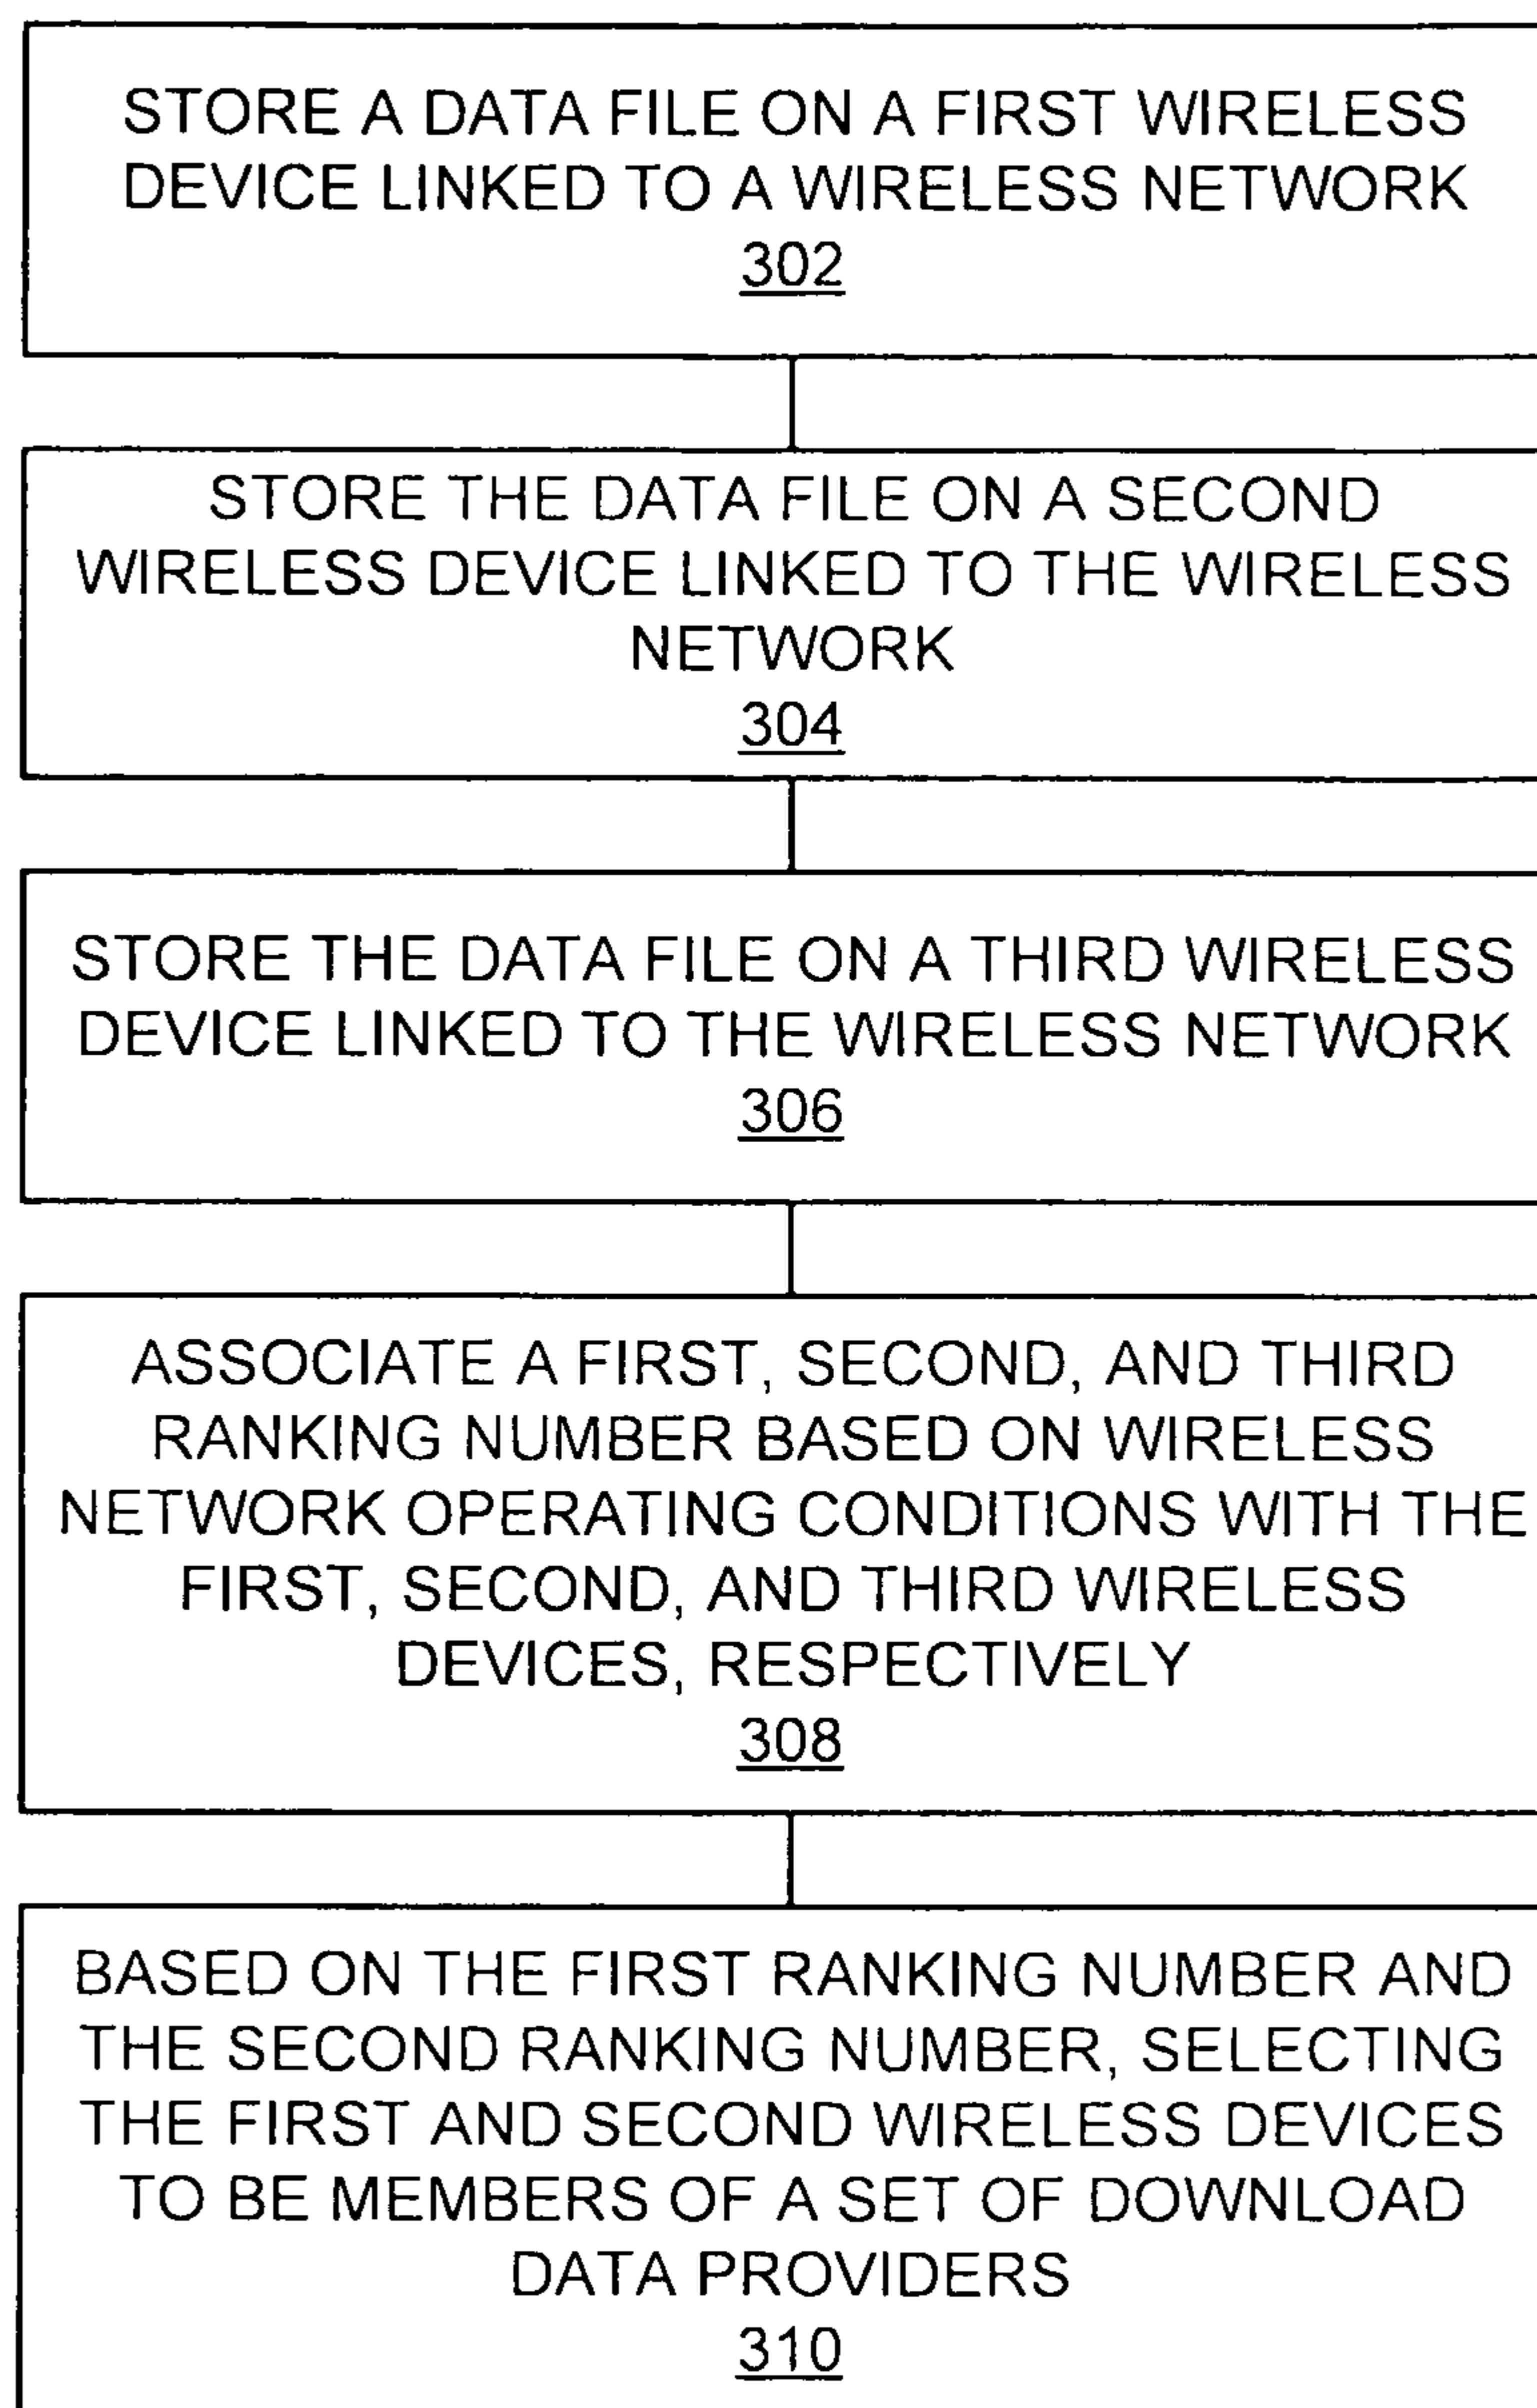 STORE A DATA FILE ON A FIRST WIRELESS
DEVICE LINKED TO A WIRELESS NETWORK
302
STORE THE DATA FILE ON A SECOND
WIRELESS DEVICE LINKED TO THE WIRELESS
NETWORK
304
STORE THE DATA FILE ON A THIRD WIRELESS
DEVICE LINKED TO THE WIRELESS NETWORK
306
ASSOCIATE A FIRST, SECOND, AND THIRD
RANKING NUMBER BASED ON WIRELESS
NETWORK OPERATING CONDITIONS WITH THE
FIRST, SECOND, AND THIRD WIRELESS
DEVICES, RESPECTIVELY
308
BASED ON THE FIRST RANKING NUMBER AND
THE SECOND RANKING NUMBER, SELECTING
THE FIRST AND SECOND WIRELESS DEVICES
TO BE MEMBERS OF A SET OF DOWNLOAD
DATA PROVIDERS
310